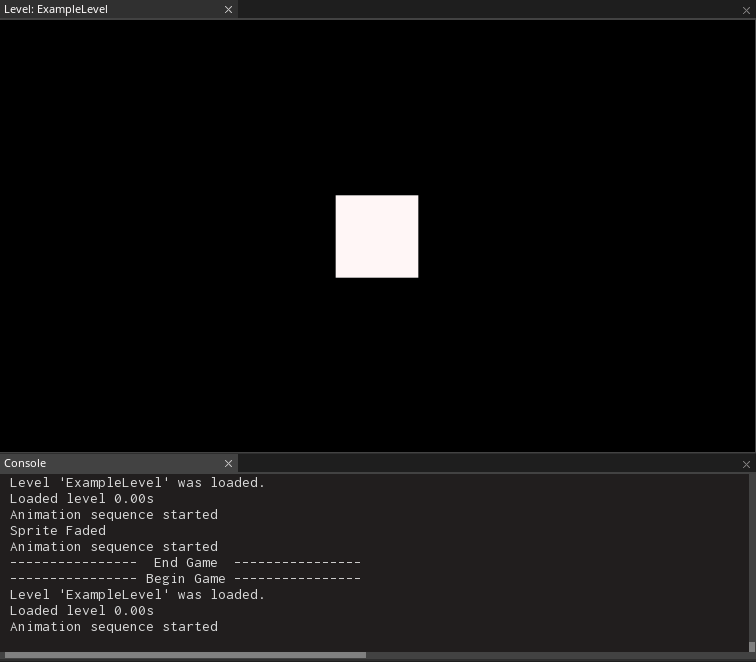 Level: ExampleLevel
Console
Level 'ExampleLevel' was loaded.
Loaded level 0.00s
Animation sequence started
Sprite Faded
Animation sequence started
----------------  End Game  ----------------
---------------- Begin Game ----------------
Level 'ExampleLevel' was loaded.
Loaded level 0.00s
Animation sequence started